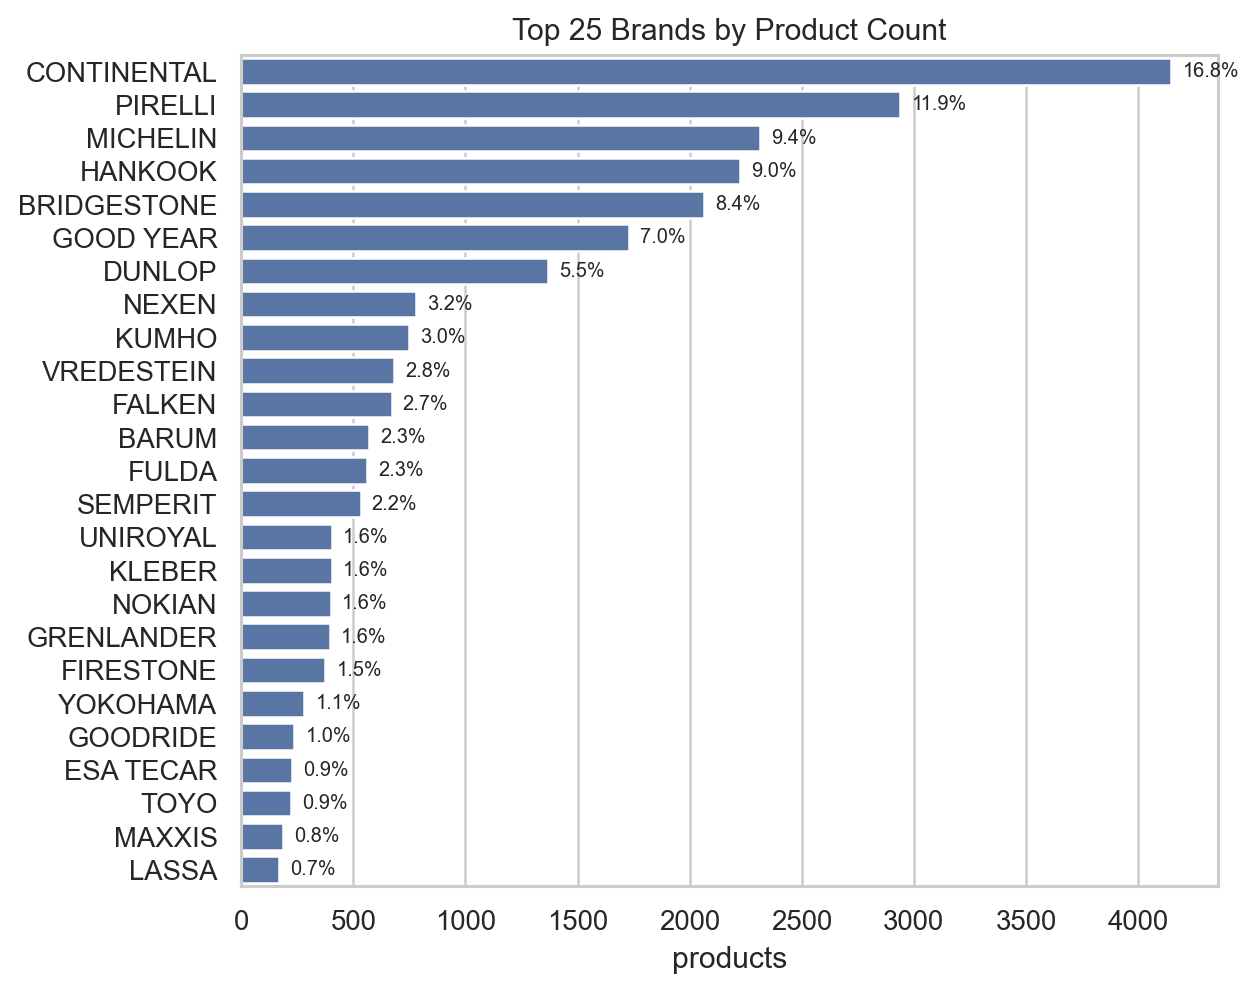 Top 25 Brands by Product Count
CONTINENTAL 16.8%
PIRELLI 11.9%
MICHELIN 9.4%
HANKOOK 9.0%
BRIDGESTONE 8.4%
GOOD YEAR 7.0%
DUNLOP 5.5%
NEXEN 3.2%
KUMHO 3.0%
VREDESTEIN 2.8%
FALKEN 2.7%
BARUM 2.3%
FULDA 2.3%
SEMPERIT 2.2%
UNIROYAL 1.6%
KLEBER 1.6%
NOKIAN 1.6%
GRENLANDER 1.6%
FIRESTONE 1.5%
YOKOHAMA 1.1%
GOODRIDE 1.0%
ESA TECAR 0.9%
TOYO 0.9%
MAXXIS 0.8%
LASSA 0.7%
0 500 1000 1500 2000 2500 3000 3500 4000
products